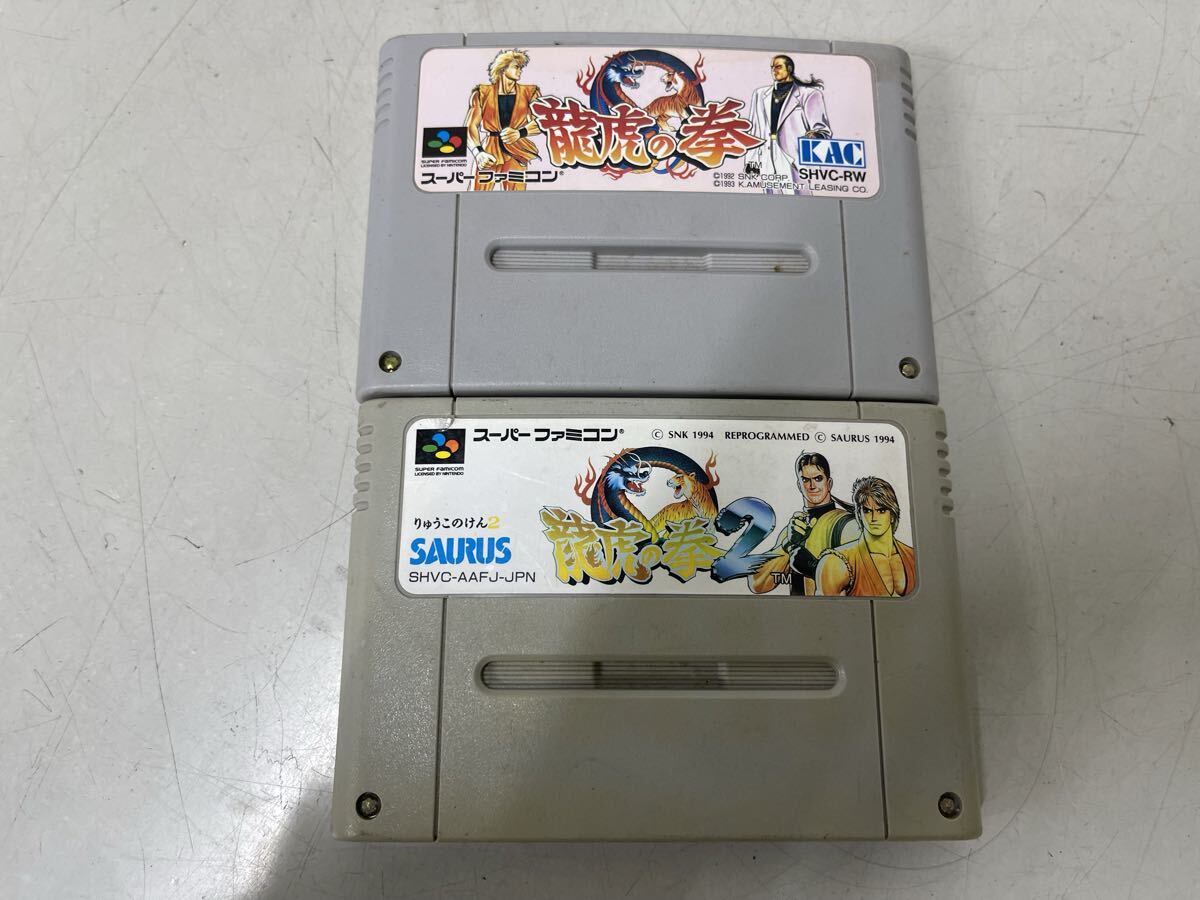 龍虎の拳
TM
SUPER FAMICOM
LICENSED BY NINTENDO
スーパーファミコン®
KAC
SHVC-RW
©1992 SNK CORP.
©1993 K.AMUSEMENT LEASING CO.
スーパーファミコン®
© SNK 1994 REPROGRAMMED © SAURUS 1994
SUPER FAMICOM
LICENSED BY NINTENDO
りゅうこのけん2
SAURUS
SHVC-AAFJ-JPN
龍虎の拳2
TM